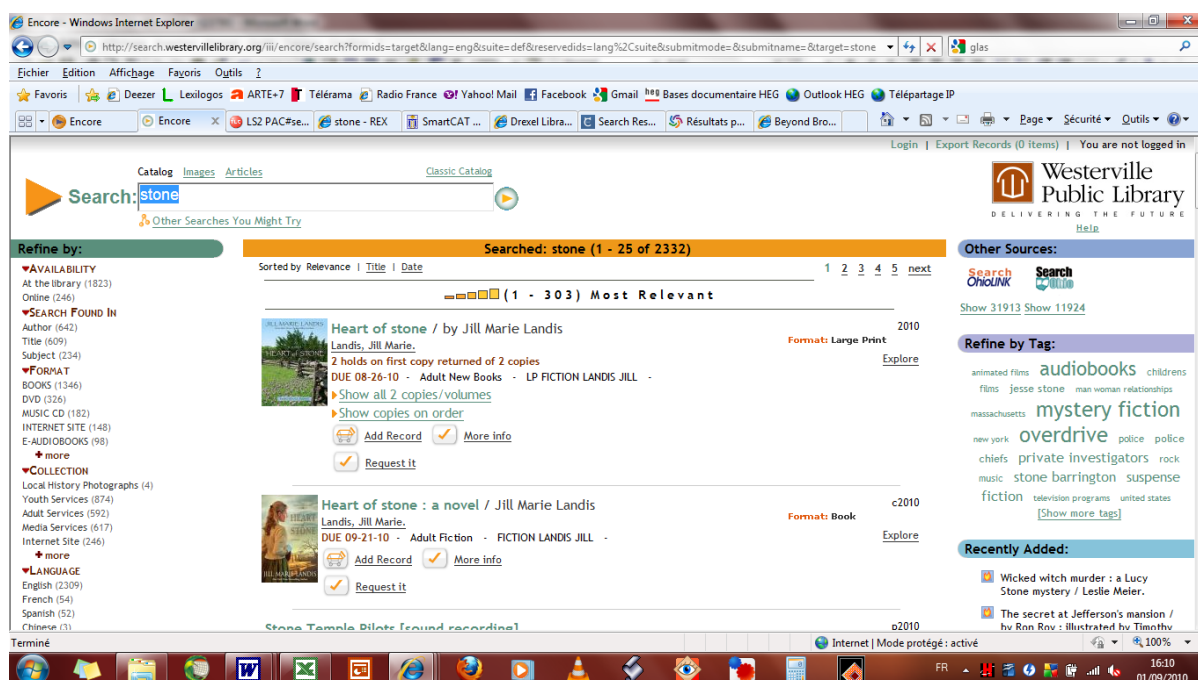 Encore - Windows Internet Explorer
http://search.westervillelibrary.org/iii/encore/search?formids=target&lang=eng&suite=def&reservedids=lang%2Csuite&submitmode=&submitname=&target=stone
glas
Fichier Edition Affichage Favoris Outils ?
Favoris Deezer Lexilogos ARTE+7 Télérama Radio France Yahoo! Mail Facebook Gmail heg Bases documentaire HEG Outlook HEG Télépartage IP
Encore Encore X LS2 PAC#se... stone - REX SmartCAT ... Drexel Libra... Search Res... Résultats p... Beyond Bro... Page Sécurité Outils
Login | Export Records (0 items) | You are not logged in
Catalog Images Articles Classic Catalog
Search: stone
Other Searches You Might Try
Westerville
Public Library
DELIVERING THE FUTURE
Help
Refine by:
AVAILABILITY
At the library (1823)
Online (246)
SEARCH FOUND IN
Author (642)
Title (609)
Subject (234)
FORMAT
BOOKS (1346)
DVD (326)
MUSIC CD (182)
INTERNET SITE (148)
E-AUDIOBOOKS (98)
+ more
COLLECTION
Local History Photographs (4)
Youth Services (874)
Adult Services (592)
Media Services (617)
Internet Site (246)
+ more
LANGUAGE
English (2309)
French (54)
Spanish (52)
Chinese (3)
Searched: stone (1 - 25 of 2332)
Sorted by Relevance | Title | Date 1 2 3 4 5 next
(1 - 303) Most Relevant
JILL MARIE LANDIS
HEART of STONE
Heart of stone / by Jill Marie Landis 2010
Landis, Jill Marie. Format: Large Print
2 holds on first copy returned of 2 copies Explore
DUE 08-26-10 - Adult New Books - LP FICTION LANDIS JILL -
Show all 2 copies/volumes
Show copies on order
Add Record More info
Request it
HEART
STONE
JILL MARIE LANDIS
Heart of stone : a novel / Jill Marie Landis c2010
Landis, Jill Marie. Format: Book
DUE 09-21-10 - Adult Fiction - FICTION LANDIS JILL - Explore
Add Record More info
Request it
Stone Temple Pilots [sound recording] p2010
Other Sources:
Search OhioLINK Search
Show 31913 Show 11924
Refine by Tag:
animated films audiobooks childrens
films jesse stone man woman relationships
massachusetts mystery fiction
new york overdrive police police
chiefs private investigators rock
music stone barrington suspense
fiction television programs united states
[Show more tags]
Recently Added:
Wicked witch murder : a Lucy
Stone mystery / Leslie Meier.
The secret at Jefferson's mansion /
by Ron Roy ; illustrated by Timothy
Terminé Internet | Mode protégé : activé 100%
FR 16:10
01/09/2010